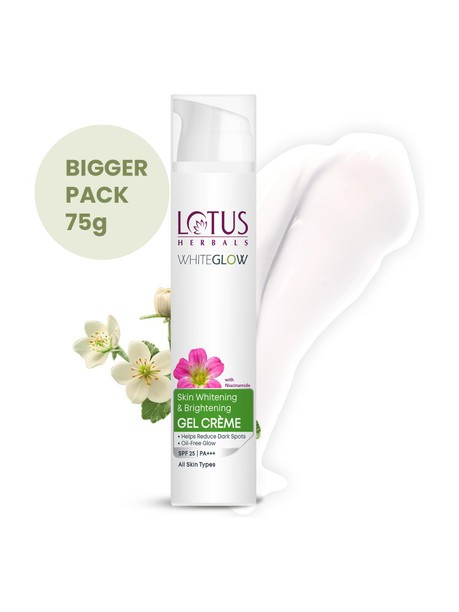 BIGGER
PACK
75g
LOTUS
HERBALS
WHITEGLOW
with
Niacinamide
Skin Whitening
& Brightening
GEL CRÈME
• Helps Reduce Dark Spots
• Oil-Free Glow
SPF 25 | PA+++
All Skin Types